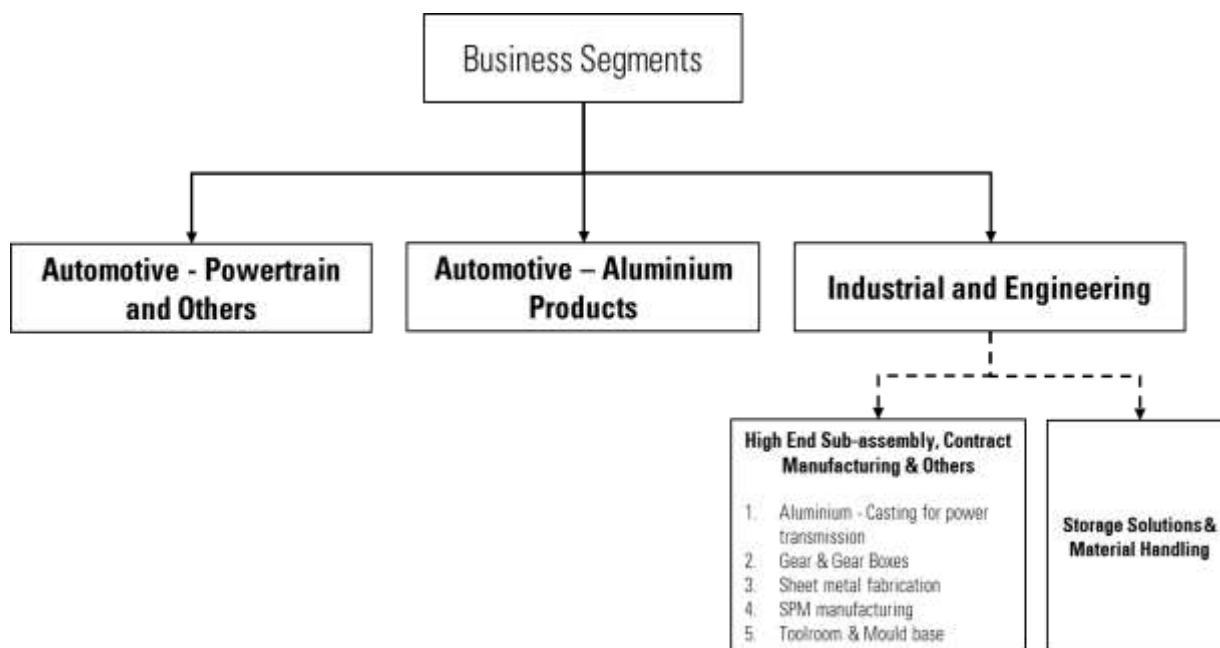 Business Segments
Automotive - Powertrain
and Others
Automotive – Aluminium
Products
Industrial and Engineering
High End Sub-assembly, Contract
Manufacturing & Others
1. Aluminium - Casting for power
transmission
2. Gear & Gear Boxes
3. Sheet metal fabrication
4. SPM manufacturing
5. Toolroom & Mould base
Storage Solutions &
Material Handling